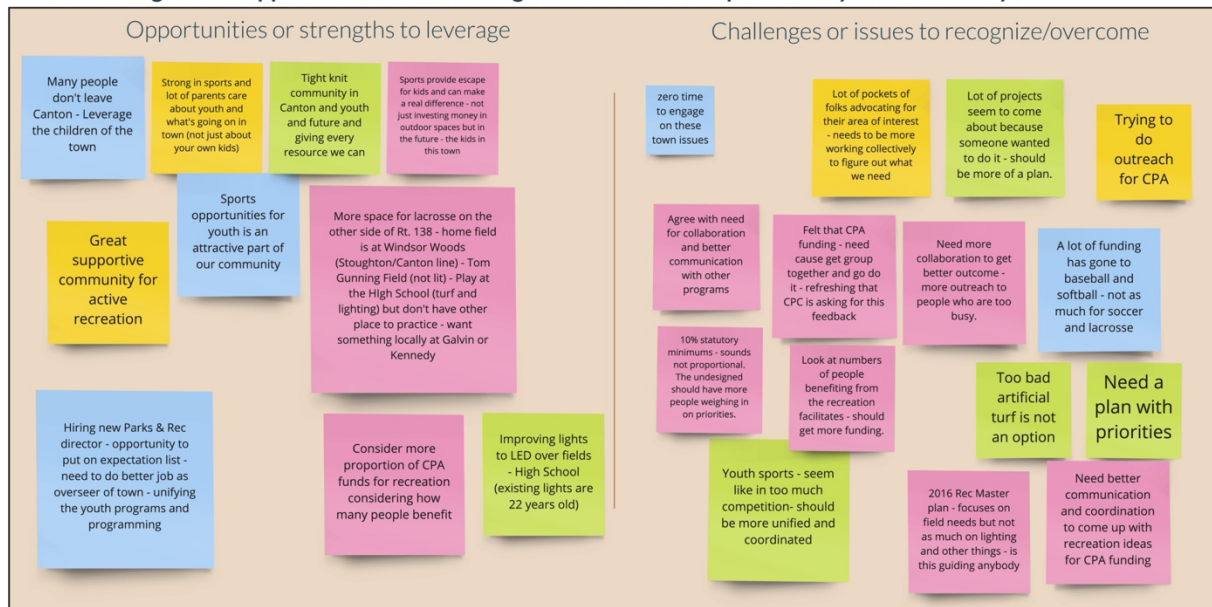 Opportunities or strengths to leverage
Many people
don't leave
Canton - Leverage
the children of the
town
Strong in sports and
lot of parents care
about youth and
what's going on in
town (not just about
your own kids)
Tight knit
community in
Canton and youth
and future and
giving every
resource we can
Sports provide escape
for kids and can make
a real difference - not
just investing money in
outdoor spaces but in
the future - the kids in
this town
Great
supportive
community for
active
recreation
Sports
opportunities for
youth is an
attractive part of
our community
More space for lacrosse on the
other side of Rt. 138 - home field
is at Windsor Woods
(Stoughton/Canton line) - Tom
Gunning Field (not lit) - Play at
the HIgh School (turf and
lighting) but don't have other
place to practice - want
something locally at Galvin or
Kennedy
Hiring new Parks & Rec
director - opportunity to
put on expectation list -
need to do better job as
overseer of town - unifying
the youth programs and
programming
Consider more
proportion of CPA
funds for recreation
considering how
many people benefit
Improving lights
to LED over fields
- High School
(existing lights are
22 years old)
Challenges or issues to recognize/overcome
zero time
to engage
on these
town issues
Lot of pockets of
folks advocating for
their area of interest
- needs to be more
working collectively
to figure out what
we need
Lot of projects
seem to come
about because
someone wanted
to do it - should
be more of a plan.
Trying to
do
outreach
for CPA
Agree with need
for collaboration
and better
communication
with other
programs
Felt that CPA
funding - need
cause get group
together and go do
it - refreshing that
CPC is asking for this
feedback
Need more
collaboration to get
better outcome -
more outreach to
people who are too
busy.
A lot of funding
has gone to
baseball and
softball - not as
much for soccer
and lacrosse
10% statutory
minimums - sounds
not proportional.
The undesigned
should have more
people weighing in
on priorities.
Look at numbers
of people
benefiting from
the recreation
facilitates - should
get more funding.
Too bad
artificial
turf is not
an option
Need a
plan with
priorities
Youth sports - seem
like in too much
competition- should
be more unified and
coordinated
2016 Rec Master
plan - focuses on
field needs but not
as much on lighting
and other things - is
this guiding anybody
Need better
communication
and coordination
to come up with
recreation ideas
for CPA funding